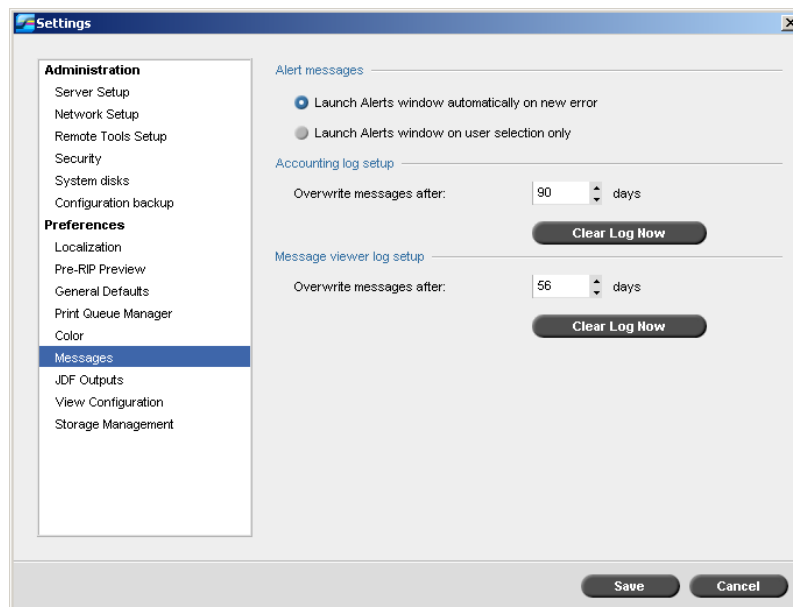 Settings
Administration
Server Setup
Network Setup
Remote Tools Setup
Security
System disks
Configuration backup
Preferences
Localization
Pre-RIP Preview
General Defaults
Print Queue Manager
Color
Messages
JDF Outputs
View Configuration
Storage Management
Alert messages
Launch Alerts window automatically on new error
Launch Alerts window on user selection only
Accounting log setup
Overwrite messages after: 90 days
Clear Log Now
Message viewer log setup
Overwrite messages after: 56 days
Clear Log Now
Save Cancel